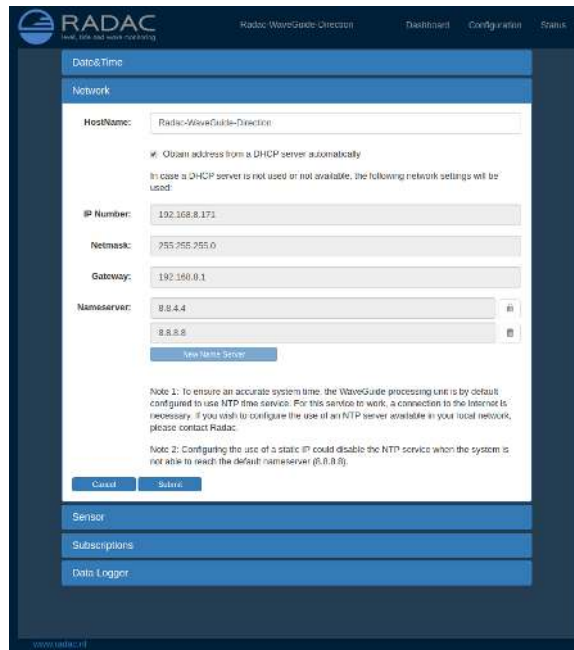 RADAC
level, tide and wave monitoring
Radac-WaveGuide-Direction
Dashboard
Configuration
Status
Date&Time
Network
HostName:
Radac-WaveGuide-Direction
Obtain address from a DHCP server automatically
In case a DHCP server is not used or not available, the following network settings will be
used:
IP Number:
192.168.8.171
Netmask:
255.255.255.0
Gateway:
192.168.8.1
Nameserver:
8.8.4.4
8.8.8.8
New Name Server
Note 1: To ensure an accurate system time, the WaveGuide processing unit is by default
configured to use NTP time service. For this service to work, a connection to the internet is
necessary. If you wish to configure the use of an NTP server available in your local network,
please contact Radac.
Note 2: Configuring the use of a static IP could disable the NTP service when the system is
not able to reach the default nameserver (8.8.8.8).
Cancel
Submit
Sensor
Subscriptions
Data Logger
www.radac.nl